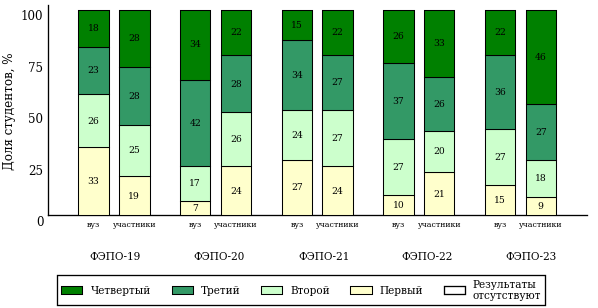 Доля студентов, %
100
75
50
25
0
18 28 34 22 15 22 26 33 22 46
23 28 42 28 34 27 37 26 36 27
26 25 17 26 24 27 27 20 27 18
33 19 7 24 27 24 10 21 15 9
вуз участники вуз участники вуз участники вуз участники вуз участники
ФЭПО-19 ФЭПО-20 ФЭПО-21 ФЭПО-22 ФЭПО-23
Четвертый Третий Второй Первый Результаты
отсутствуют